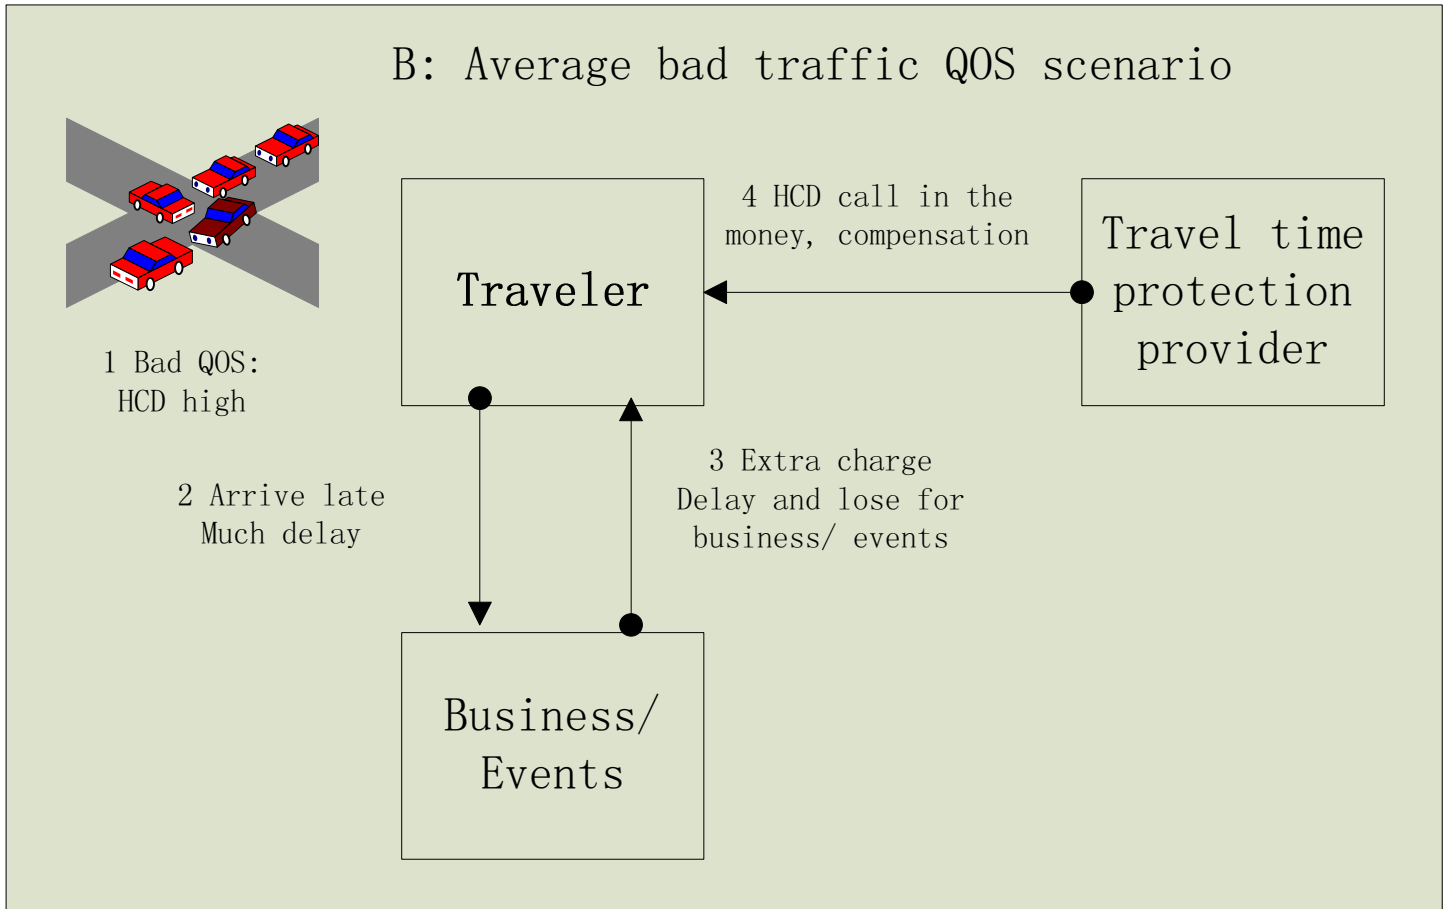 B: Average bad traffic QOS scenario
1 Bad QOS:
HCD high
Traveler
4 HCD call in the
money, compensation
Travel time
protection
provider
2 Arrive late
Much delay
3 Extra charge
Delay and lose for
business/ events
Business/
Events